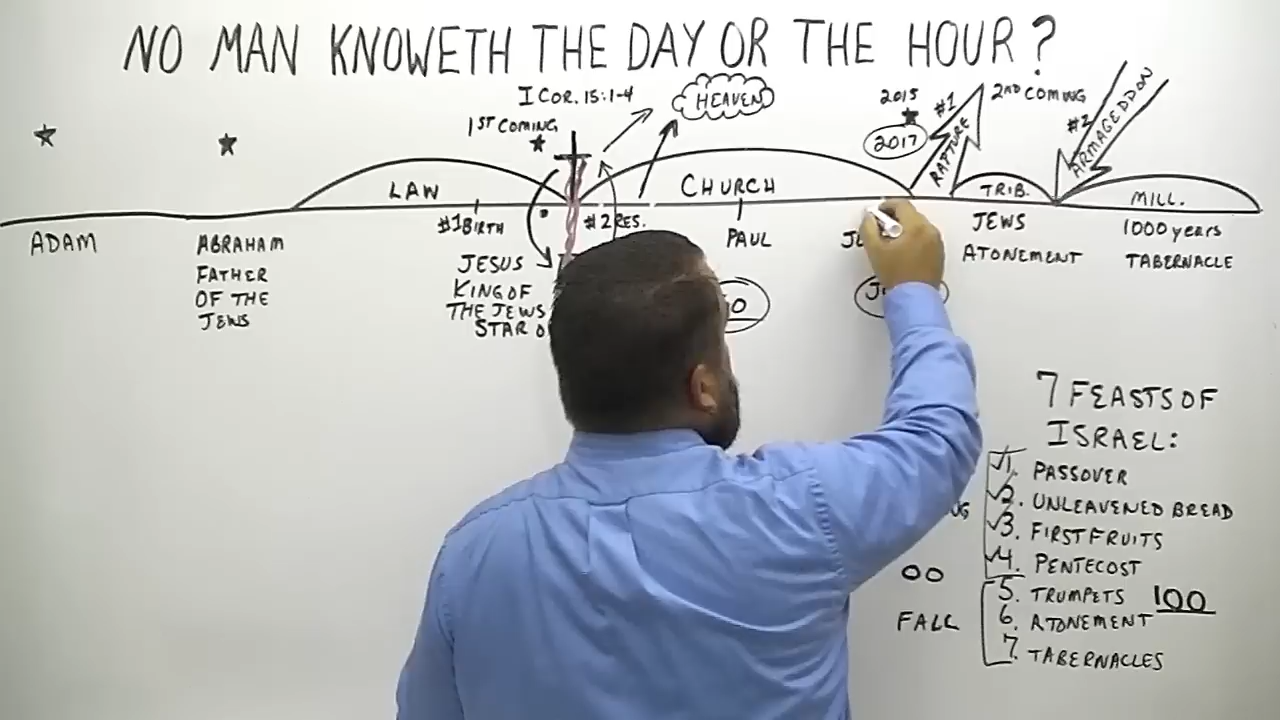 NO MAN KNOWETH THE DAY OR THE HOUR?
I COR. 15:1-4
HEAVEN
1ST COMING
2015
2017
#1
RAPTURE
2ND COMING
#2
ARMAGEDDON
LAW
CHURCH
TRIB.
MILL.
ADAM
ABRAHAM
FATHER
OF THE
JEWS
#1 BIRTH
#2 RES.
JESUS
KING OF
THE JEWS
STAR
PAUL
JEWS
ATONEMENT
1000 years
TABERNACLE
7 FEASTS OF
ISRAEL:
1. PASSOVER
2. UNLEAVENED BREAD
3. FIRST FRUITS
4. PENTECOST
5. TRUMPETS 100
6. ATONEMENT
7. TABERNACLES
FALL